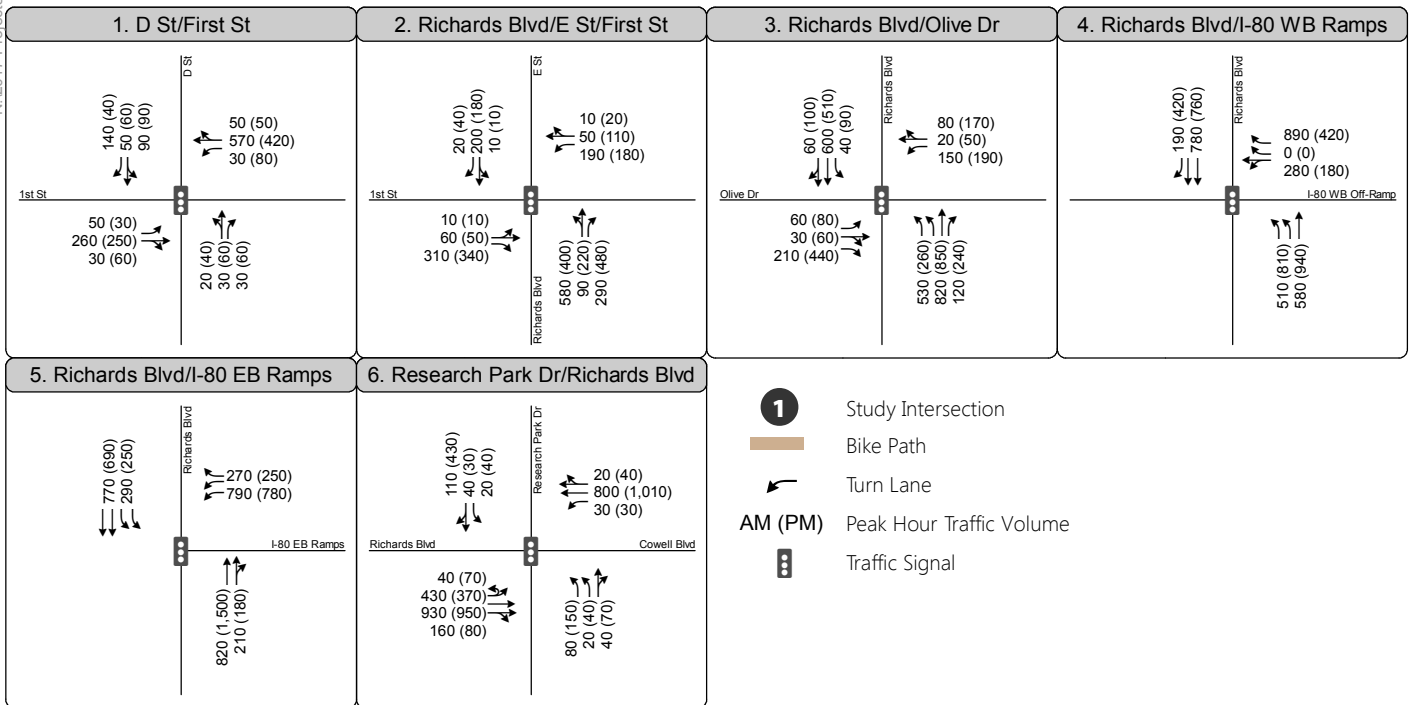 1. D St/First St
140 (40)
50 (60)
90 (90)
D St
50 (50)
570 (420)
30 (80)
1st St
50 (30)
260 (250)
30 (60)
20 (40)
30 (60)
30 (60)
2. Richards Blvd/E St/First St
20 (40)
200 (180)
10 (10)
E St
10 (20)
50 (110)
190 (180)
1st St
10 (10)
60 (50)
310 (340)
Richards Blvd
580 (400)
90 (220)
290 (480)
3. Richards Blvd/Olive Dr
60 (100)
600 (510)
40 (90)
Richards Blvd
80 (170)
20 (50)
150 (190)
Olive Dr
60 (80)
30 (60)
210 (440)
530 (260)
820 (850)
120 (240)
4. Richards Blvd/I-80 WB Ramps
190 (420)
780 (760)
Richards Blvd
890 (420)
0 (0)
280 (180)
I-80 WB Off-Ramp
510 (810)
580 (940)
5. Richards Blvd/I-80 EB Ramps
770 (690)
290 (250)
Richards Blvd
270 (250)
790 (780)
I-80 EB Ramps
820 (1,500)
210 (180)
6. Research Park Dr/Richards Blvd
110 (430)
40 (30)
20 (40)
Research Park Dr
20 (40)
800 (1,010)
30 (30)
Richards Blvd
Cowell Blvd
40 (70)
430 (370)
930 (950)
160 (80)
80 (150)
20 (40)
40 (70)
1 Study Intersection
Bike Path
Turn Lane
AM (PM) Peak Hour Traffic Volume
Traffic Signal